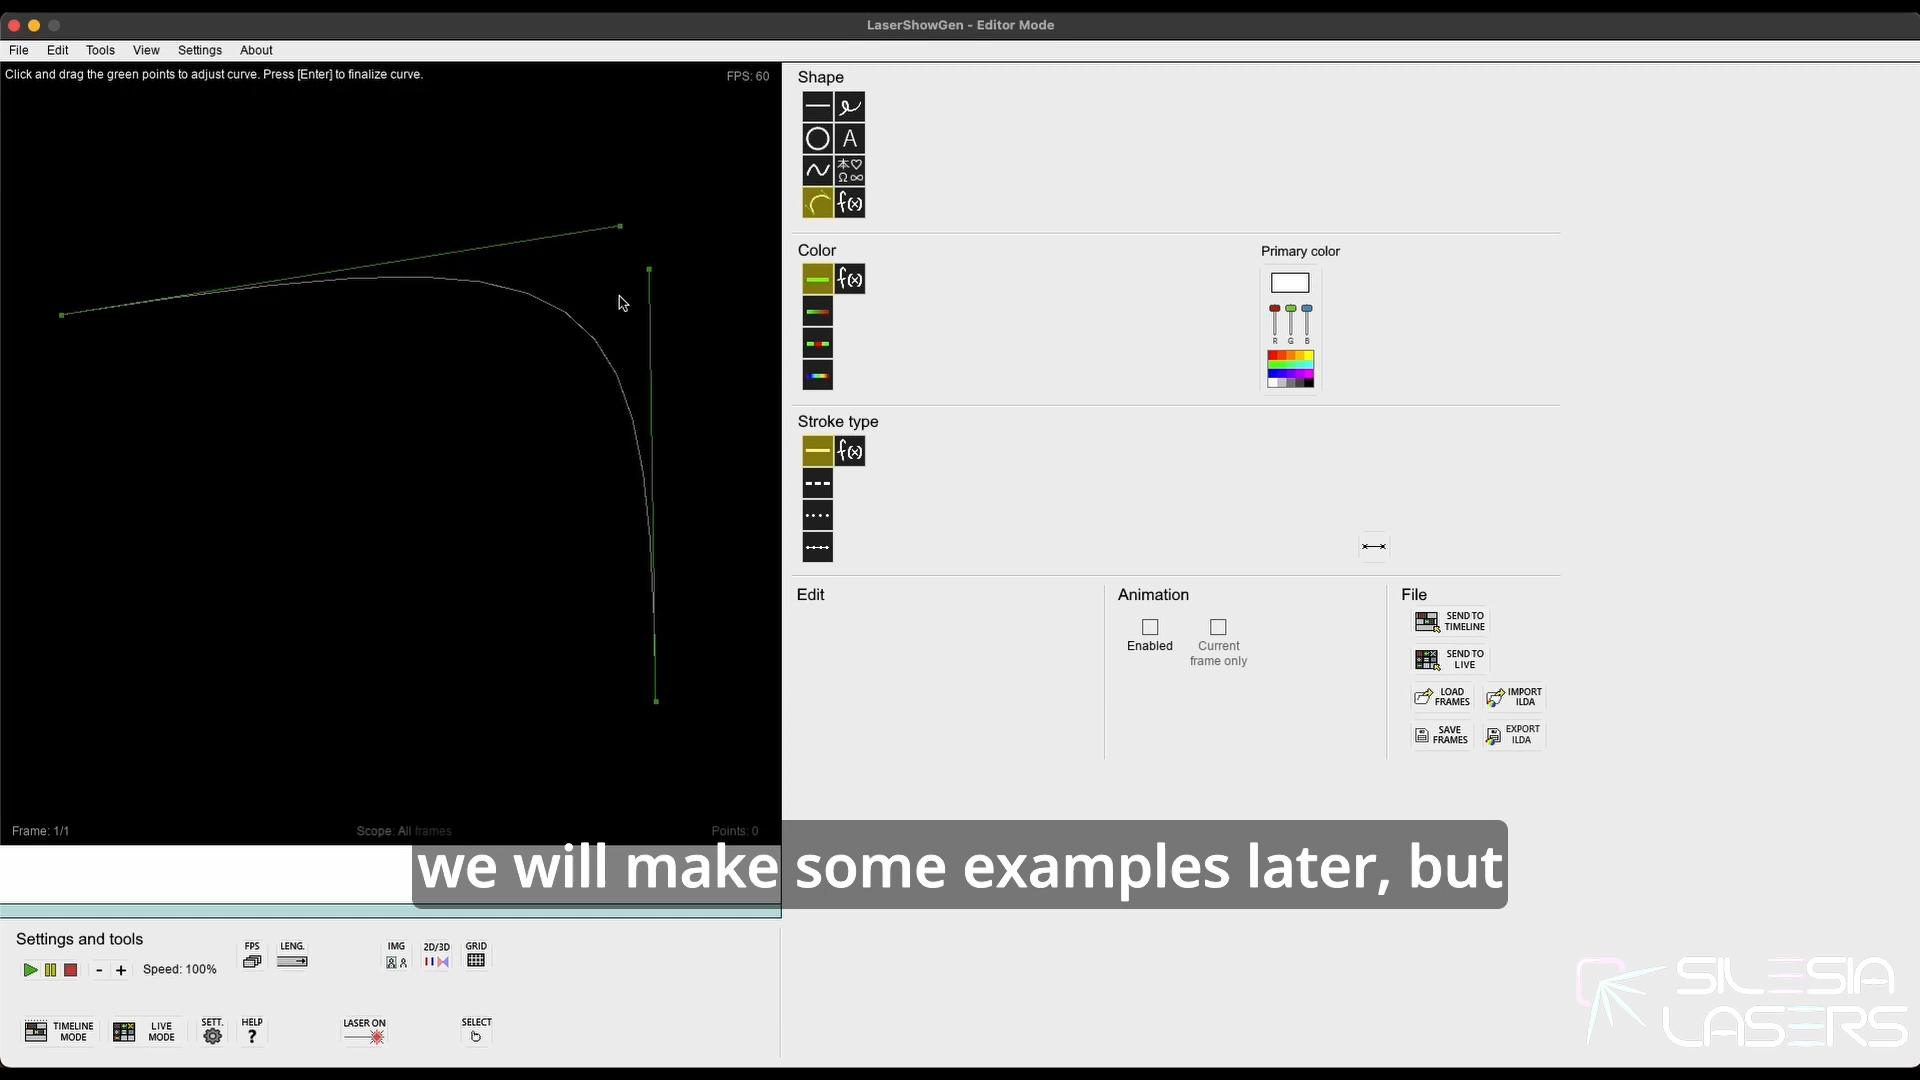 LaserShowGen - Editor Mode
File Edit Tools View Settings About
Click and drag the green points to adjust curve. Press [Enter] to finalize curve.
FPS: 60
Shape
A
本♡
Ω∞
f(x)
Color
f(x)
Primary color
R G B
Stroke type
f(x)
Edit
Animation
Enabled
Current
frame only
File
SEND TO
TIMELINE
SEND TO
LIVE
LOAD
FRAMES
IMPORT
ILDA
SAVE
FRAMES
EXPORT
ILDA
Frame: 1/1
Scope: All frames
Points: 0
we will make some examples later, but
Settings and tools
Speed: 100%
FPS
LENG.
IMG
2D/3D
GRID
TIMELINE
MODE
LIVE
MODE
SETT.
HELP
?
LASER ON
SELECT
SILESIA
LASERS